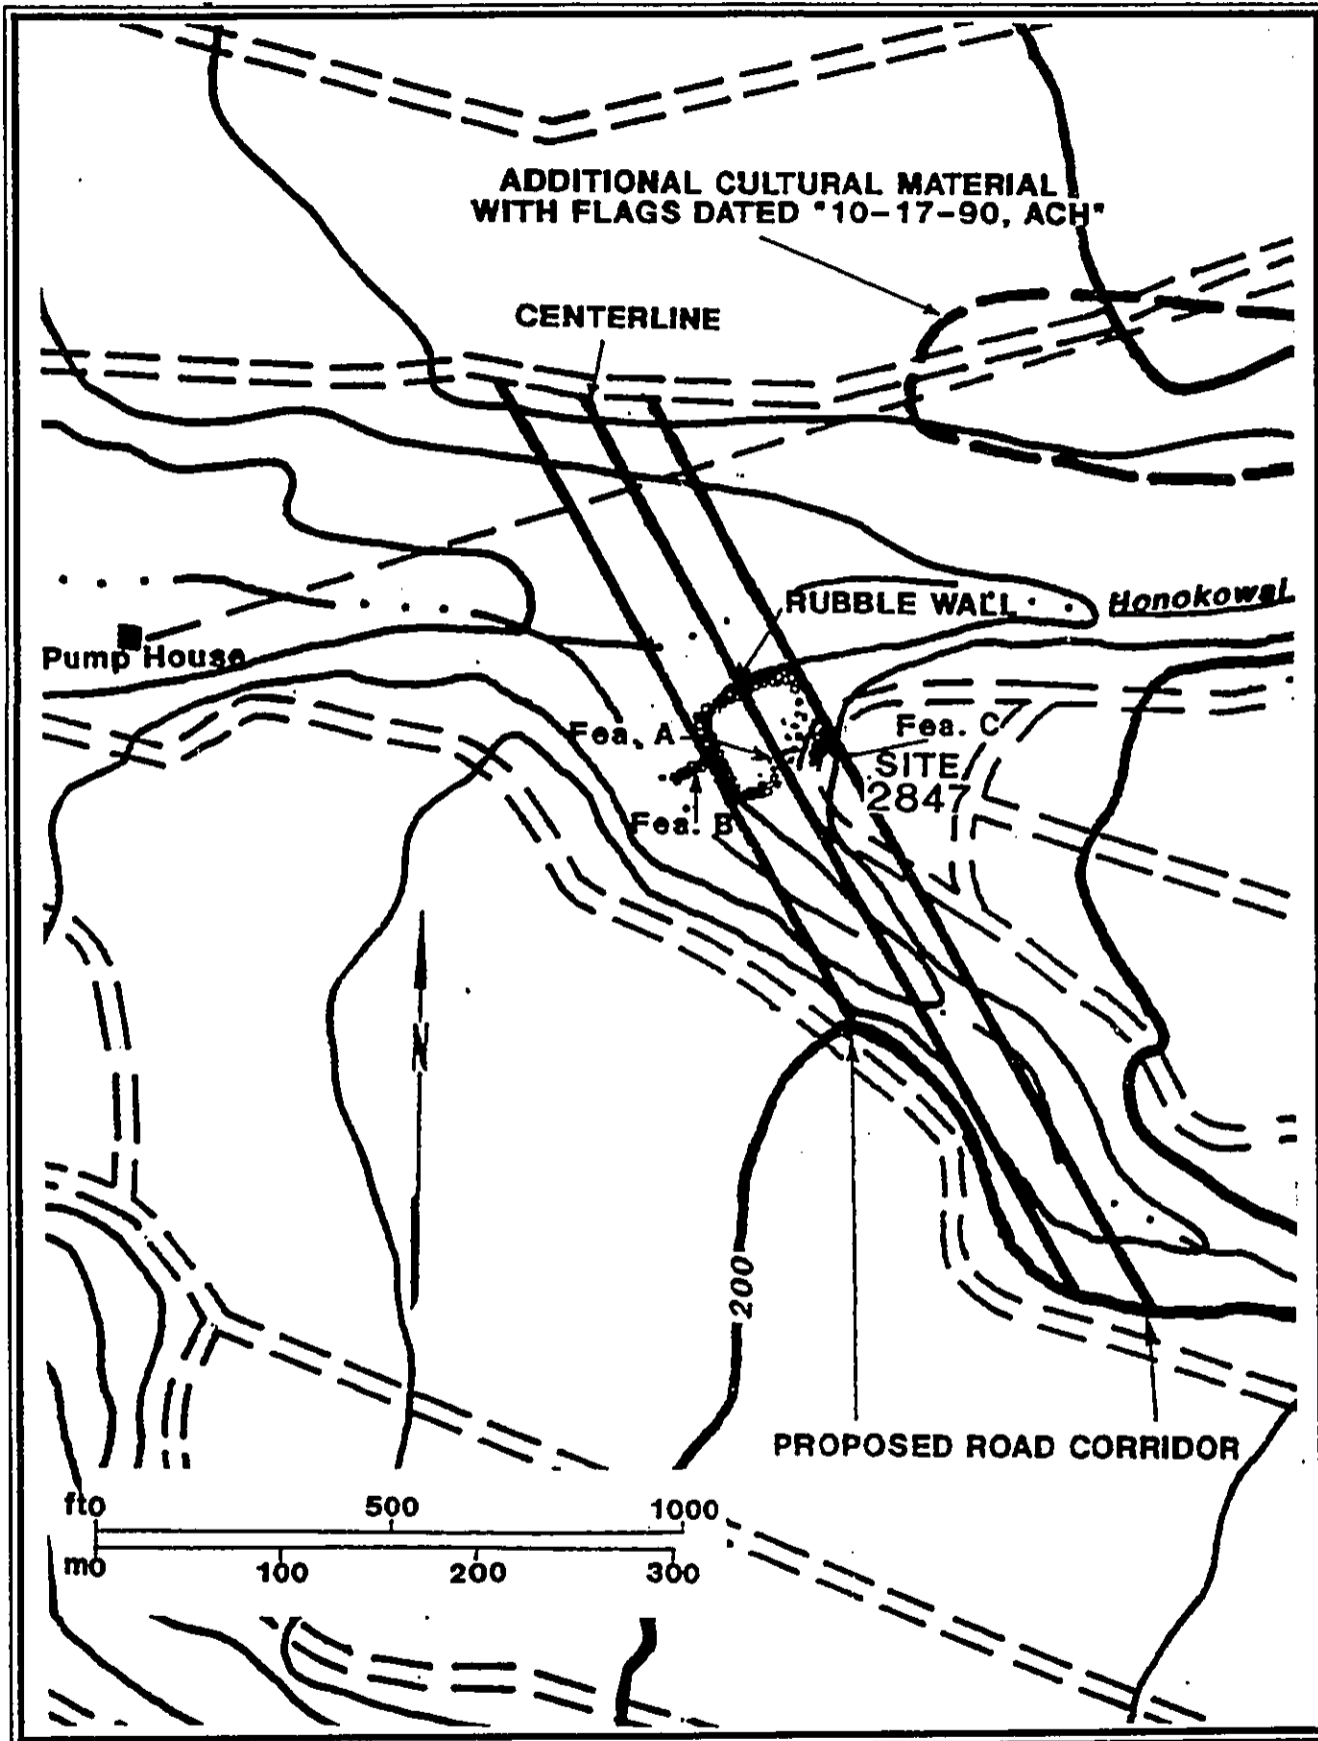 ADDITIONAL CULTURAL MATERIAL
WITH FLAGS DATED "10-17-90, ACH"
CENTERLINE
RUBBLE WALL
Honokowai
Pump House
Fea. A
Fea. C
SITE
2847
Fea. B
N
200
PROPOSED ROAD CORRIDOR
ft0 500 1000
m0 100 200 300